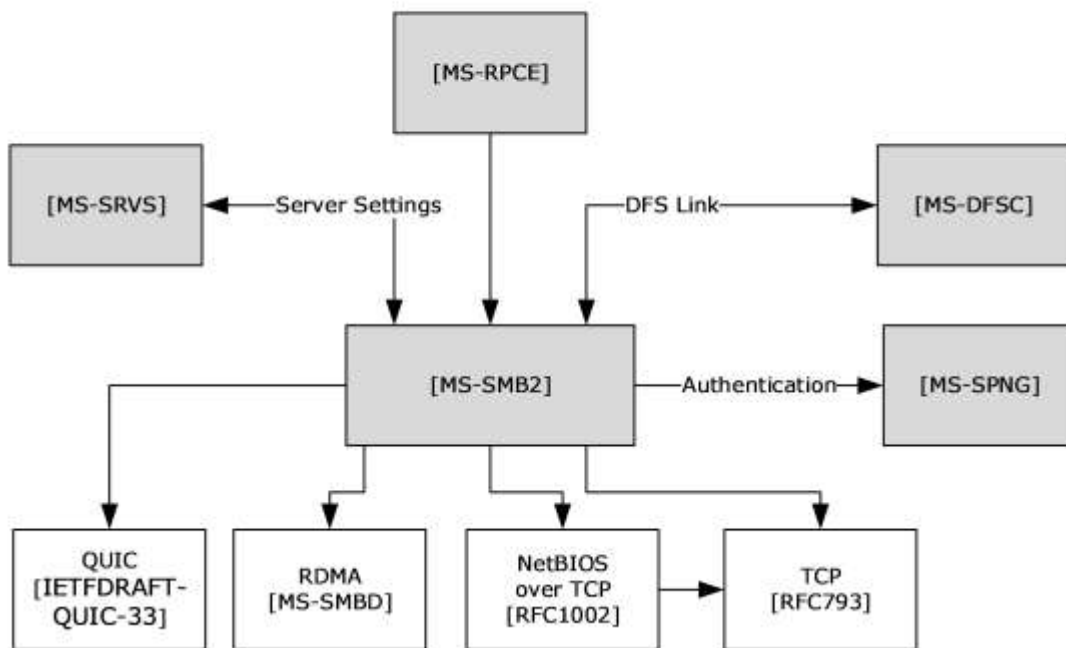 [MS-RPCE]
[MS-SRVS]
Server Settings
DFS Link
[MS-DFSC]
[MS-SMB2]
Authentication
[MS-SPNG]
QUIC
[IETFDRAFT-
QUIC-33]
RDMA
[MS-SMBD]
NetBIOS
over TCP
[RFC1002]
TCP
[RFC793]